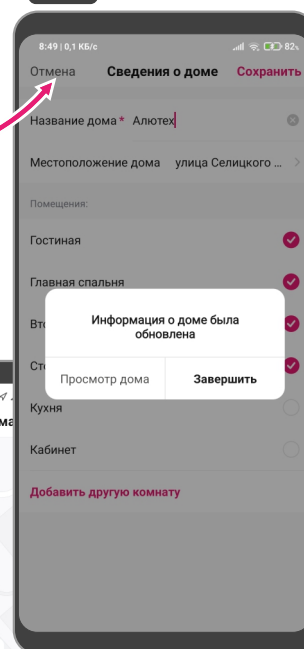 8:49 | 0,1 КБ/с 82
Отмена Сведения о доме Сохранить
Название дома * Алютех
Местоположение дома улица Селицкого ...
Помещения:
Гостиная
Главная спальня
Информация о доме была
обновлена
Просмотр дома Завершить
Кухня
Кабинет
Добавить другую комнату